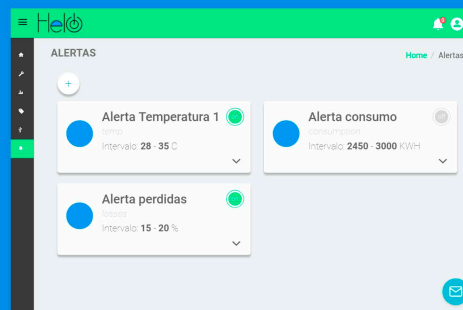 Helo
ALERTAS
Home / Alertas
+
Alerta Temperatura 1
temp
Intervalo: 28 - 35 C
Alerta consumo
consumption
Intervalo: 2450 - 3000 KWH
Alerta perdidas
Intervalo: 15 - 20 %